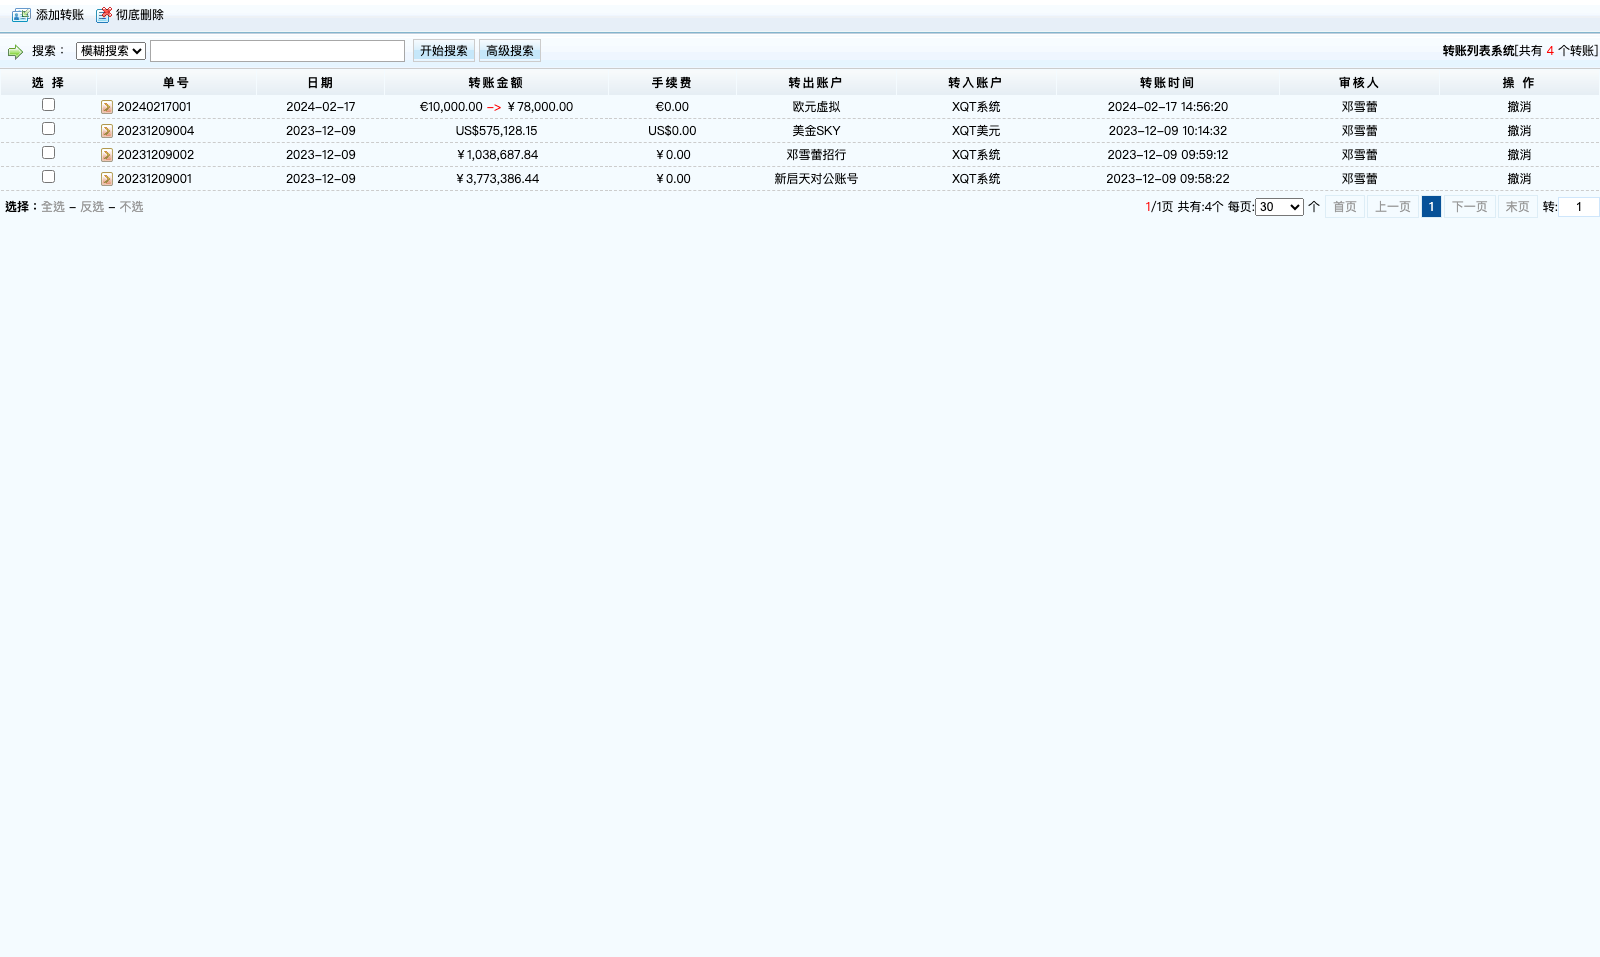 添加转账 彻底删除
搜索： 模糊搜索 开始搜索 高级搜索 转账列表系统[共有 4 个转账]
选 择 单号 日期 转账金额 手续费 转出账户 转入账户 转账时间 审核人 操 作
20240217001 2024-02-17 €10,000.00 -> ￥78,000.00 €0.00 欧元虚拟 XQT系统 2024-02-17 14:56:20 邓雪蕾 撤消
20231209004 2023-12-09 US$575,128.15 US$0.00 美金SKY XQT美元 2023-12-09 10:14:32 邓雪蕾 撤消
20231209002 2023-12-09 ￥1,038,687.84 ￥0.00 邓雪蕾招行 XQT系统 2023-12-09 09:59:12 邓雪蕾 撤消
20231209001 2023-12-09 ￥3,773,386.44 ￥0.00 新启天对公账号 XQT系统 2023-12-09 09:58:22 邓雪蕾 撤消
选择：全选 - 反选 - 不选 1/1页 共有:4个 每页:30 个 首页 上一页 1 下一页 末页 转:1